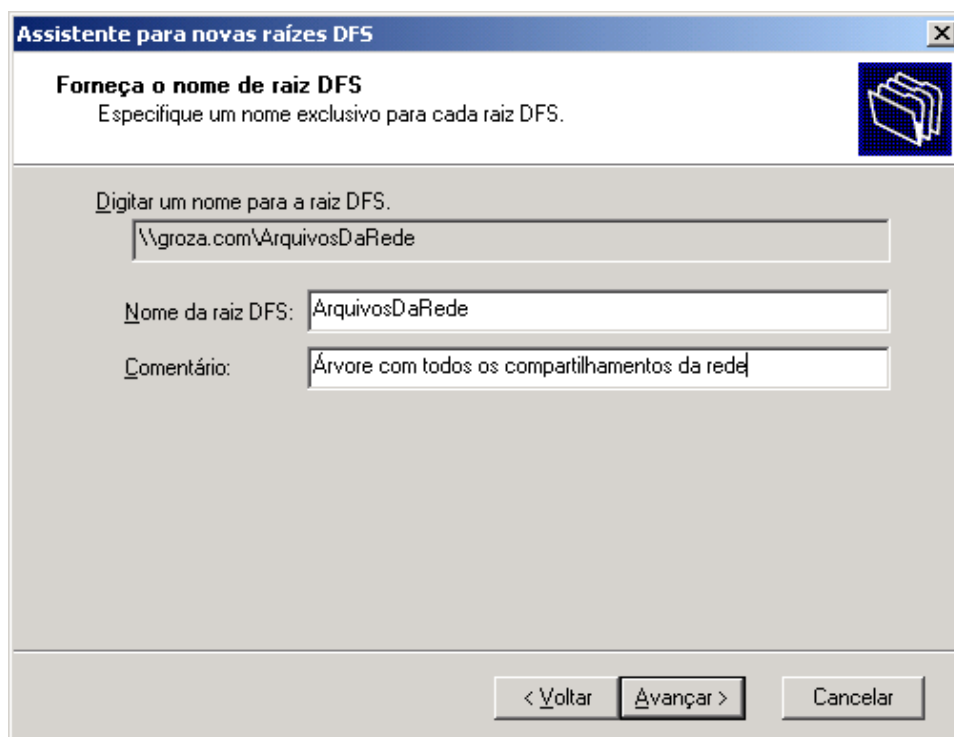 Assistente para novas raízes DFS
Forneça o nome de raiz DFS
Especifique um nome exclusivo para cada raiz DFS.
Digitar um nome para a raiz DFS.
\\groza.com\ArquivosDaRede
Nome da raiz DFS: ArquivosDaRede
Comentário: Árvore com todos os compartilhamentos da rede
< Voltar Avançar > Cancelar